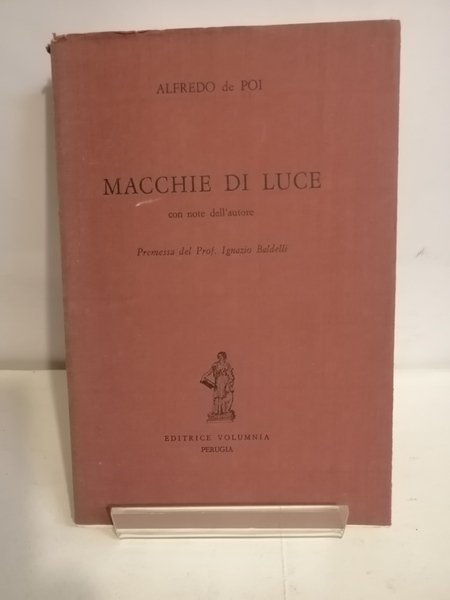 ALFREDO de POI
MACCHIE DI LUCE
con note dell'autore
Premessa del Prof. Ignazio Baldelli
EDITRICE VOLUMNIA
PERUGIA